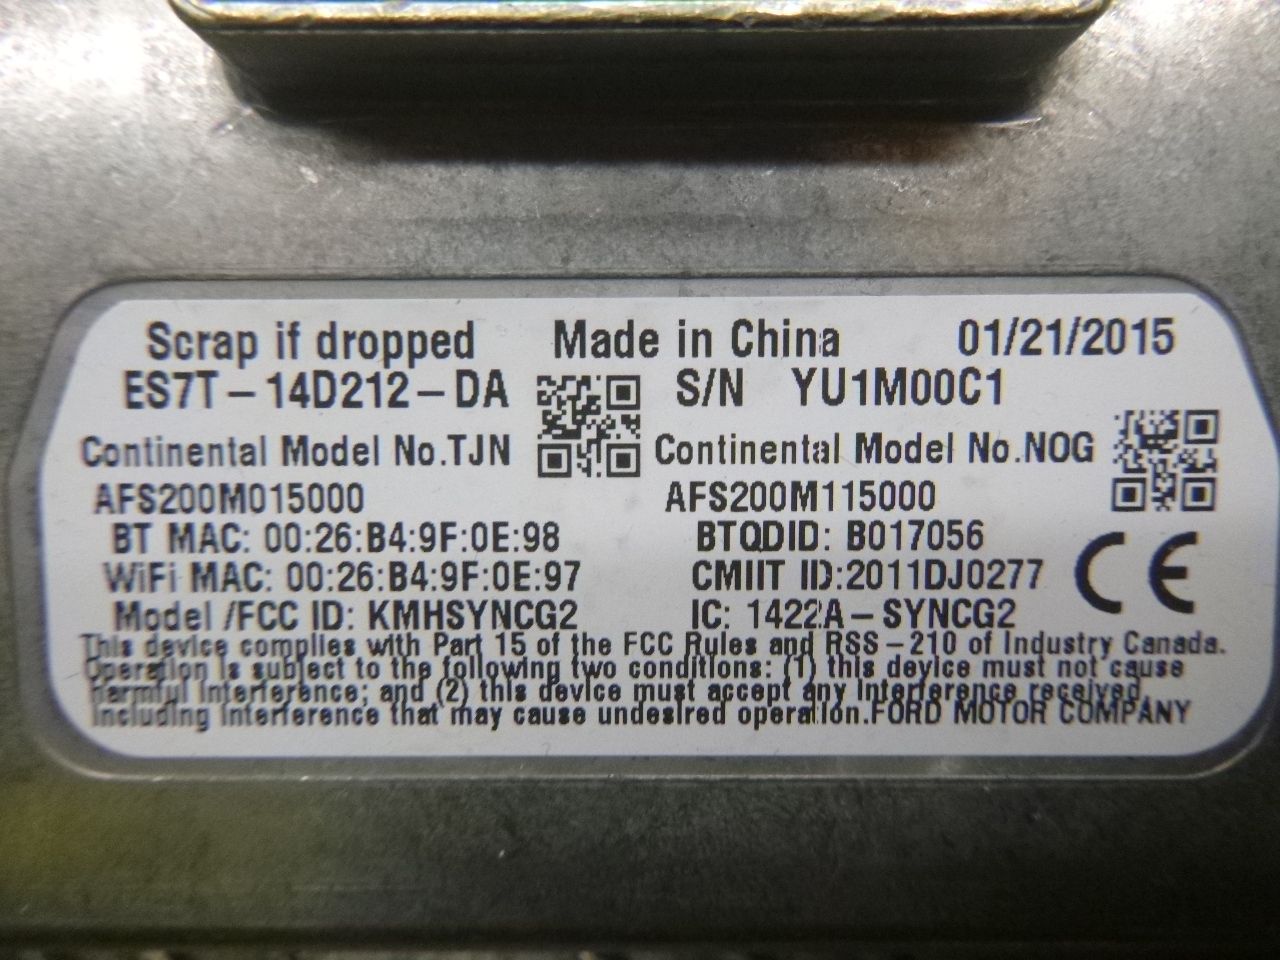 Scrap if dropped Made in China 01/21/2015
ES7T-14D212-DA S/N YU1M00C1
Continental Model No.TJN Continental Model No.NOG
AFS200M015000 AFS200M115000
BT MAC: 00:26:B4:9F:0E:98 BTQDID: B017056
WiFi MAC: 00:26:B4:9F:0E:97 CMIIT ID:2011DJ0277 CE
Model /FCC ID: KMHSYNCG2 IC: 1422A-SYNCG2
This device complies with Part 15 of the FCC Rules and RSS-210 of Industry Canada.
Operation is subject to the following two conditions: (1) this device must not cause
harmful interference; and (2) this device must accept any interference received,
including interference that may cause undesired operation.FORD MOTOR COMPANY